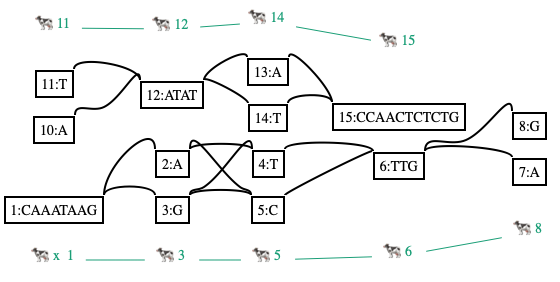 11 12 14 15
13:A
11:T
12:ATAT
14:T
15:CCAACTCTCTG
10:A
8:G
2:A 4:T
6:TTG
7:A
1:CAAATAAG 3:G 5:C
x 1 3 5 6 8